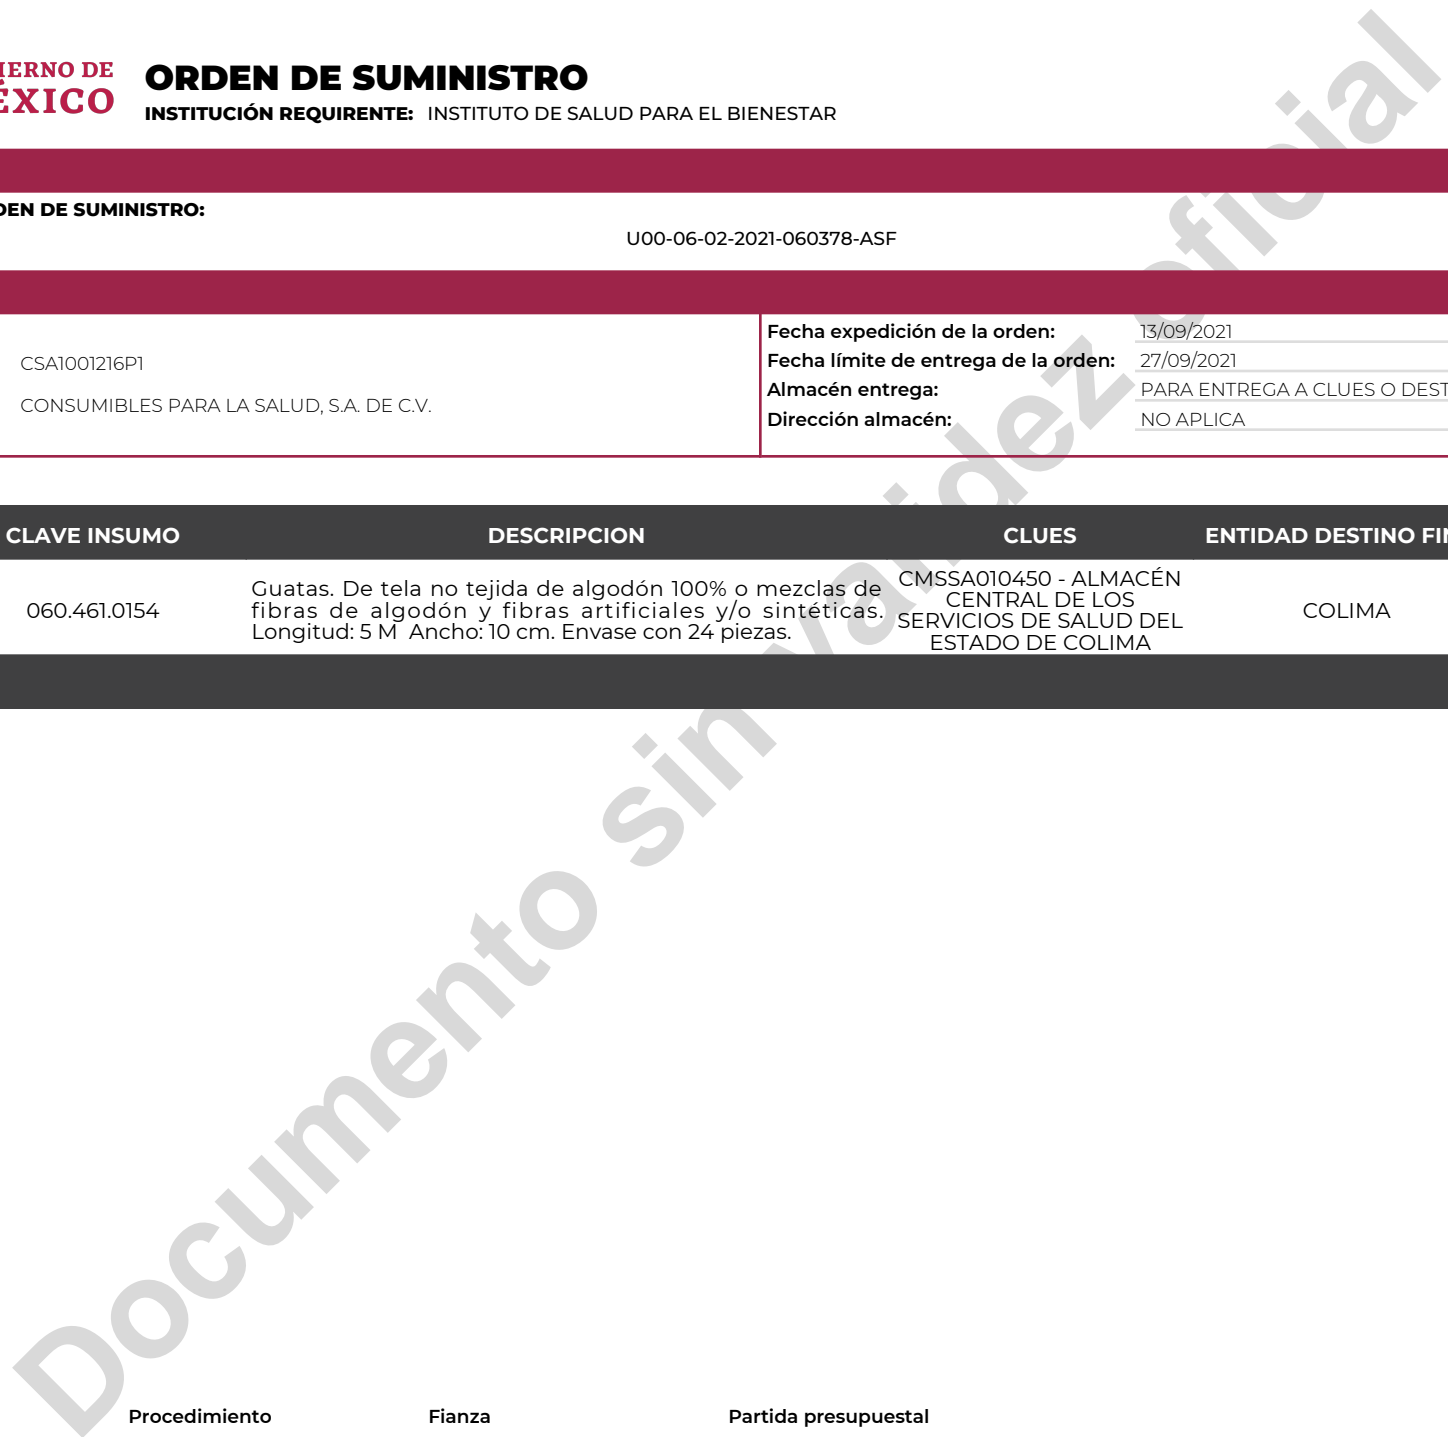 IERNO DE
ÉXICO
ORDEN DE SUMINISTRO
INSTITUCIÓN REQUIRENTE: INSTITUTO DE SALUD PARA EL BIENESTAR
DEN DE SUMINISTRO:
U00-06-02-2021-060378-ASF
CSA1001216P1
CONSUMIBLES PARA LA SALUD, S.A. DE C.V.
Fecha expedición de la orden: 13/09/2021
Fecha límite de entrega de la orden: 27/09/2021
Almacén entrega: PARA ENTREGA A CLUES O DEST
Dirección almacén: NO APLICA
CLAVE INSUMO DESCRIPCION CLUES ENTIDAD DESTINO FIN
060.461.0154
Guatas. De tela no tejida de algodón 100% o mezclas de
fibras de algodón y fibras artificiales y/o sintéticas.
Longitud: 5 M Ancho: 10 cm. Envase con 24 piezas.
CMSSA010450 - ALMACÉN
CENTRAL DE LOS
SERVICIOS DE SALUD DEL
ESTADO DE COLIMA
COLIMA
Documento sin validez oficial
Procedimiento Fianza Partida presupuestal